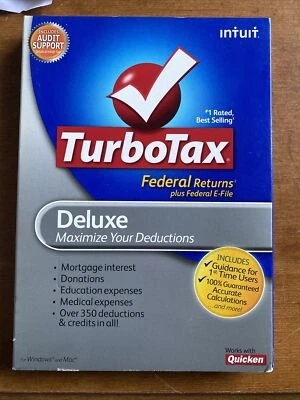 INCLUDES
AUDIT
SUPPORT
intuit
#1 Rated,
Best Selling
TurboTax
Federal Returns
plus Federal E-File
Deluxe
Maximize Your Deductions
• Mortgage interest
• Donations
• Education expenses
• Medical expenses
• Over 350 deductions
& credits in all!
INCLUDES
Guidance for
1st Time Users
100% Guaranteed
Accurate
Calculations
...and more!
For Windows and Mac
Works with
Quicken